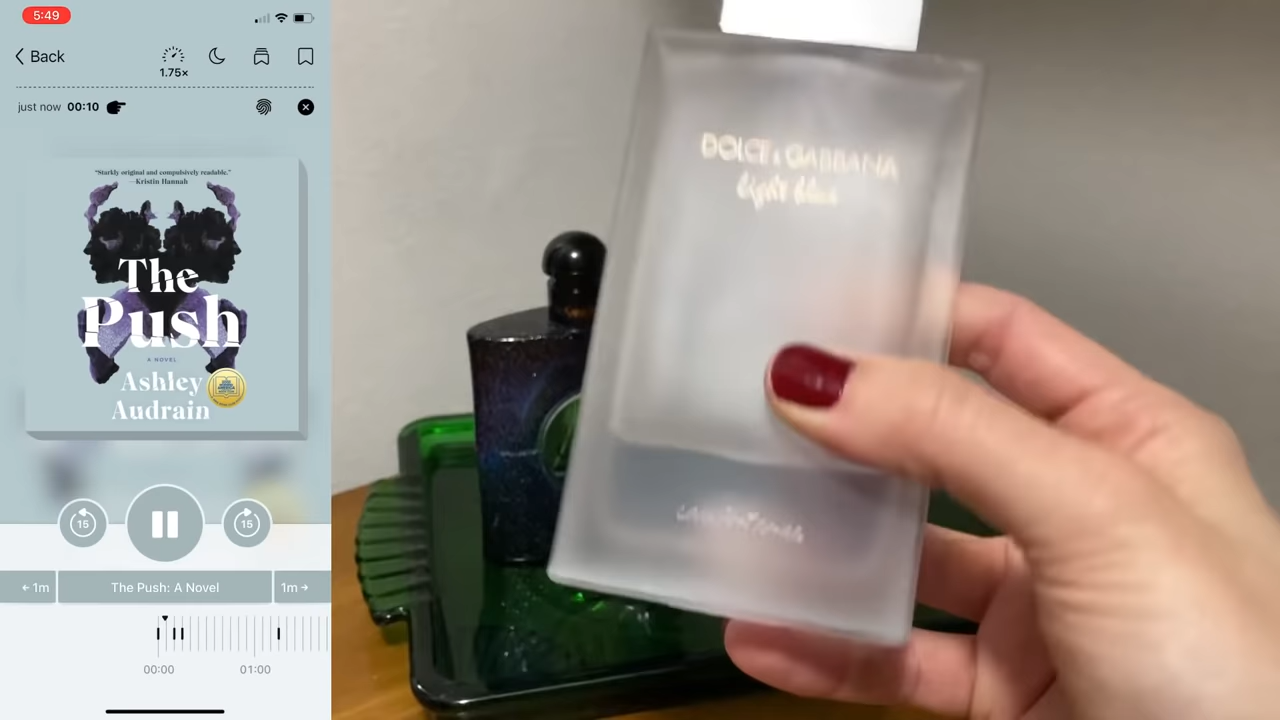 5:49
Back
1.75×
just now 00:10
"Starkly original and compulsively readable."
—Kristin Hannah
The
Push
A NOVEL
Ashley
Audrain
15
15
←1m
The Push: A Novel
1m→
00:00
01:00
DOLCE & GABBANA
light blue